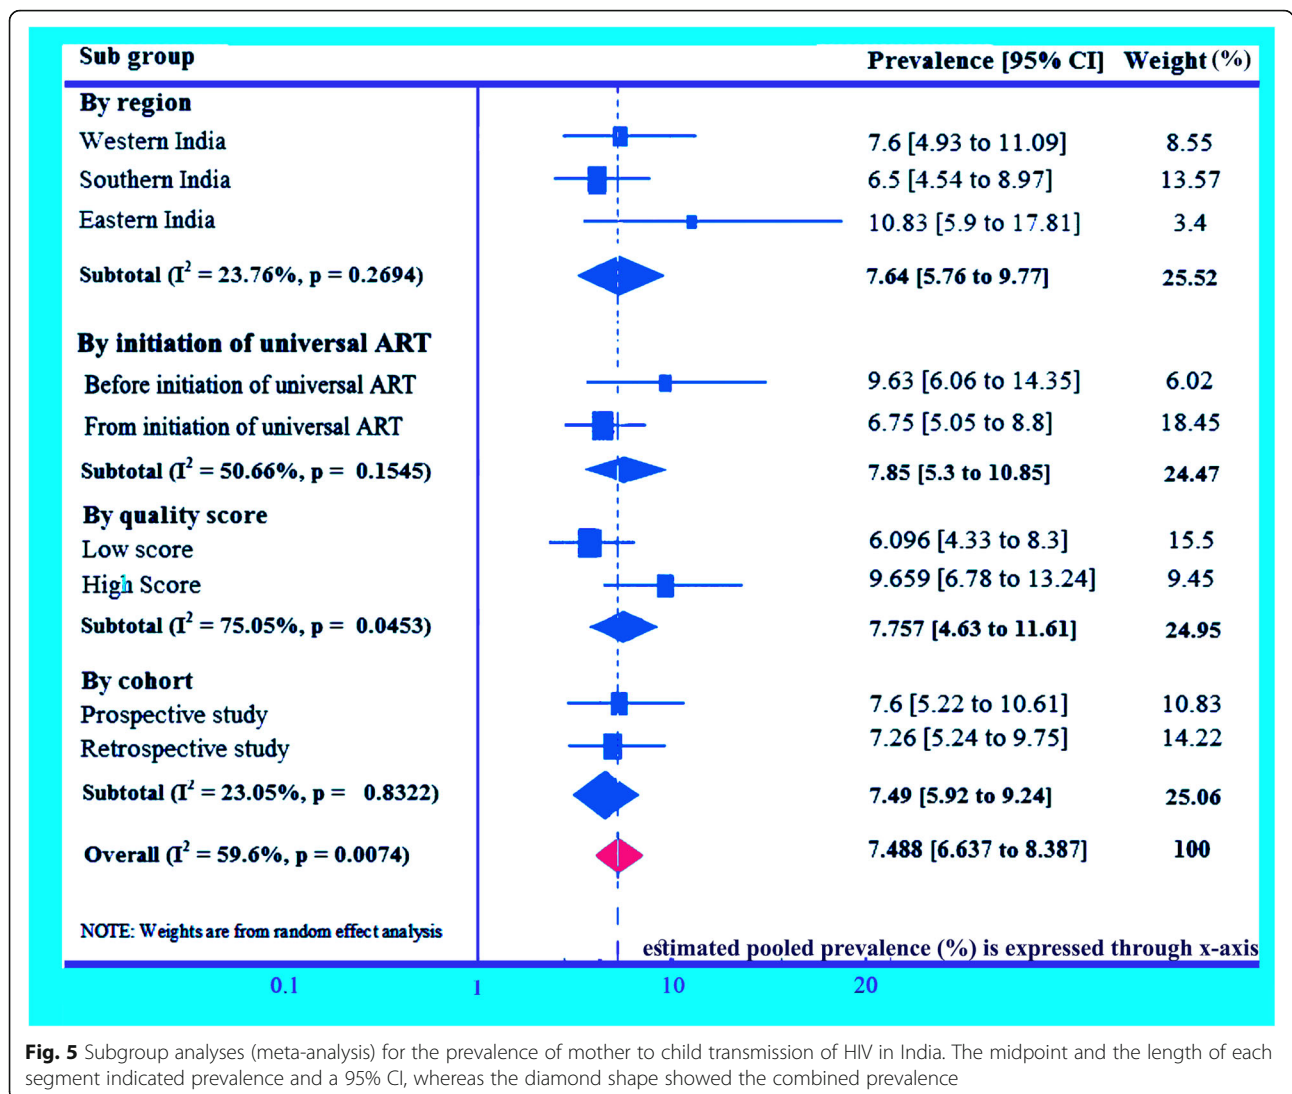 Sub group Prevalence [95% CI] Weight (%)
By region
Western India 7.6 [4.93 to 11.09] 8.55
Southern India 6.5 [4.54 to 8.97] 13.57
Eastern India 10.83 [5.9 to 17.81] 3.4
Subtotal (I² = 23.76%, p = 0.2694) 7.64 [5.76 to 9.77] 25.52
By initiation of universal ART
Before initiation of universal ART 9.63 [6.06 to 14.35] 6.02
From initiation of universal ART 6.75 [5.05 to 8.8] 18.45
Subtotal (I² = 50.66%, p = 0.1545) 7.85 [5.3 to 10.85] 24.47
By quality score
Low score 6.096 [4.33 to 8.3] 15.5
High Score 9.659 [6.78 to 13.24] 9.45
Subtotal (I² = 75.05%, p = 0.0453) 7.757 [4.63 to 11.61] 24.95
By cohort
Prospective study 7.6 [5.22 to 10.61] 10.83
Retrospective study 7.26 [5.24 to 9.75] 14.22
Subtotal (I² = 23.05%, p = 0.8322) 7.49 [5.92 to 9.24] 25.06
Overall (I² = 59.6%, p = 0.0074) 7.488 [6.637 to 8.387] 100
NOTE: Weights are from random effect analysis
estimated pooled prevalence (%) is expressed through x-axis
0.1 1 10 20
Fig. 5 Subgroup analyses (meta-analysis) for the prevalence of mother to child transmission of HIV in India. The midpoint and the length of each
segment indicated prevalence and a 95% CI, whereas the diamond shape showed the combined prevalence